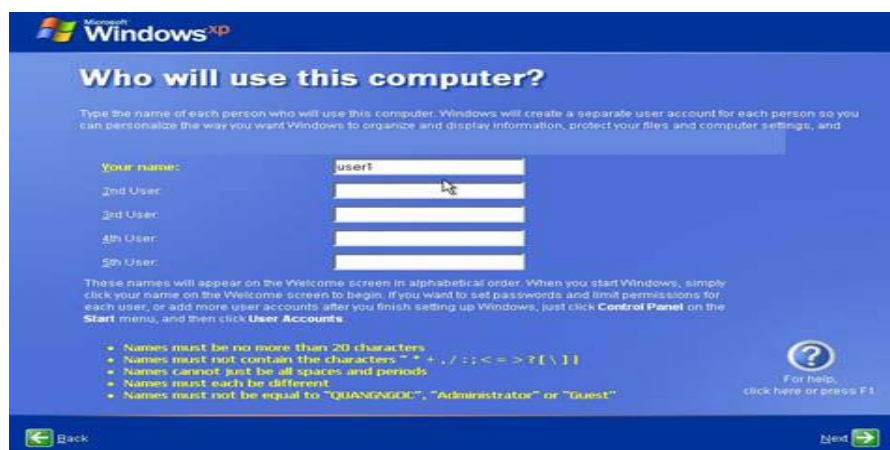 Microsoft
Windows xp
Who will use this computer?
Type the name of each person who will use this computer. Windows will create a separate user account for each person so you
can personalize the way you want Windows to organize and display information, protect your files and computer settings, and
Your name:
user1
2nd User:
3rd User:
4th User:
5th User:
These names will appear on the Welcome screen in alphabetical order. When you start Windows, simply
click your name on the Welcome screen to begin. If you want to set passwords and limit permissions for
each user, or add more user accounts after you finish setting up Windows, just click Control Panel on the
Start menu, and then click User Accounts.
• Names must be no more than 20 characters
• Names must not contain the characters " * + , / : ; < = > ? [ \ ] |
• Names cannot just be all spaces and periods
• Names must each be different
• Names must not be equal to "QUANGNGOC", "Administrator" or "Guest"
For help,
click here or press F1
Back
Next